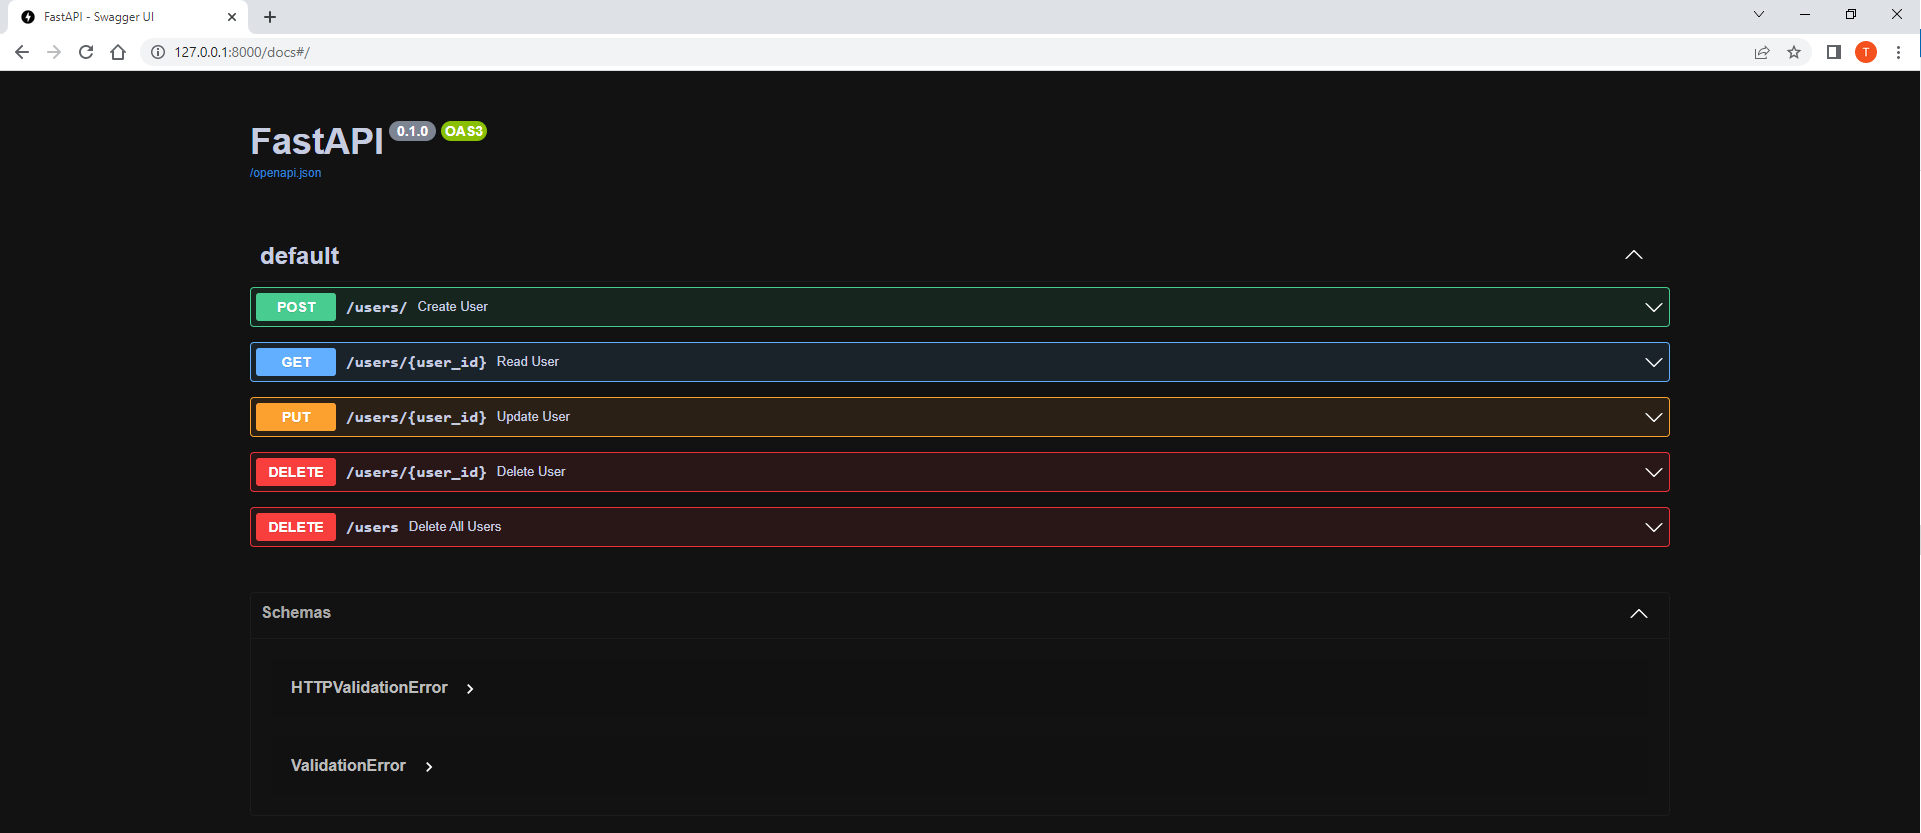 FastAPI - Swagger UI
127.0.0.1:8000/docs#/
T
FastAPI 0.1.0 OAS3
/openapi.json
default
POST /users/ Create User
GET /users/{user_id} Read User
PUT /users/{user_id} Update User
DELETE /users/{user_id} Delete User
DELETE /users Delete All Users
Schemas
HTTPValidationError
ValidationError